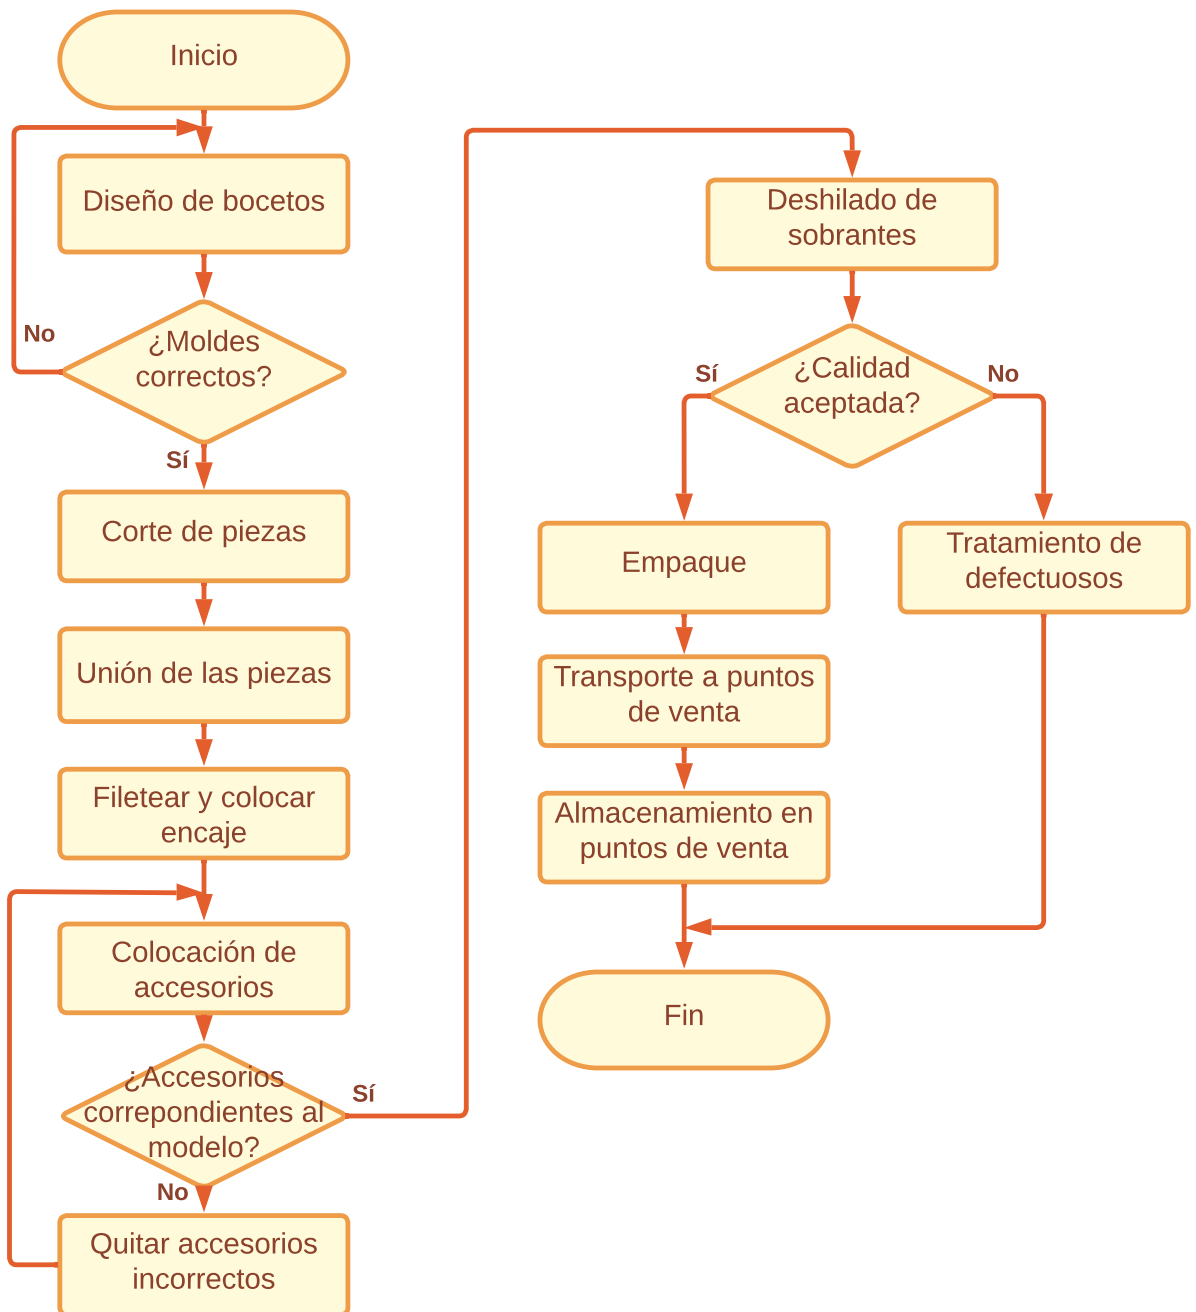 Inicio
Diseño de bocetos
No
¿Moldes
correctos?
Sí
Corte de piezas
Unión de las piezas
Filetear y colocar
encaje
Colocación de
accesorios
¿Accesorios
correpondientes al
modelo?
Sí
No
Quitar accesorios
incorrectos
Deshilado de
sobrantes
¿Calidad
aceptada?
Sí
No
Empaque
Tratamiento de
defectuosos
Transporte a puntos
de venta
Almacenamiento en
puntos de venta
Fin